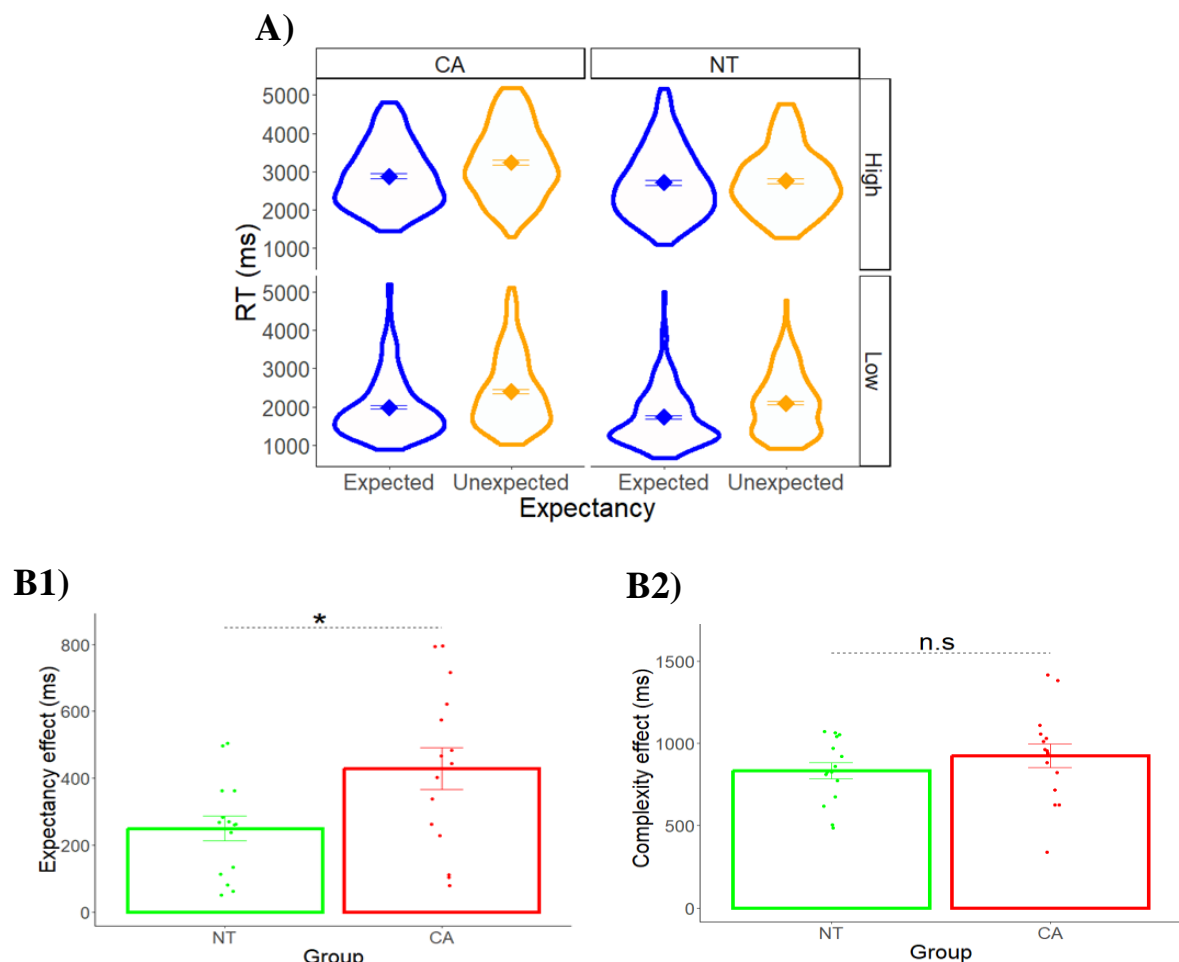 A)
CA NT
5000
4000
3000
2000
1000
High
RT (ms)
5000
4000
3000
2000
1000
Low
Expected Unexpected Expected Unexpected
Expectancy
B1)
*
800
600
400
200
0
Expectancy effect (ms)
NT CA
Group
B2)
n.s
1500
1000
500
0
Complexity effect (ms)
NT CA
Group